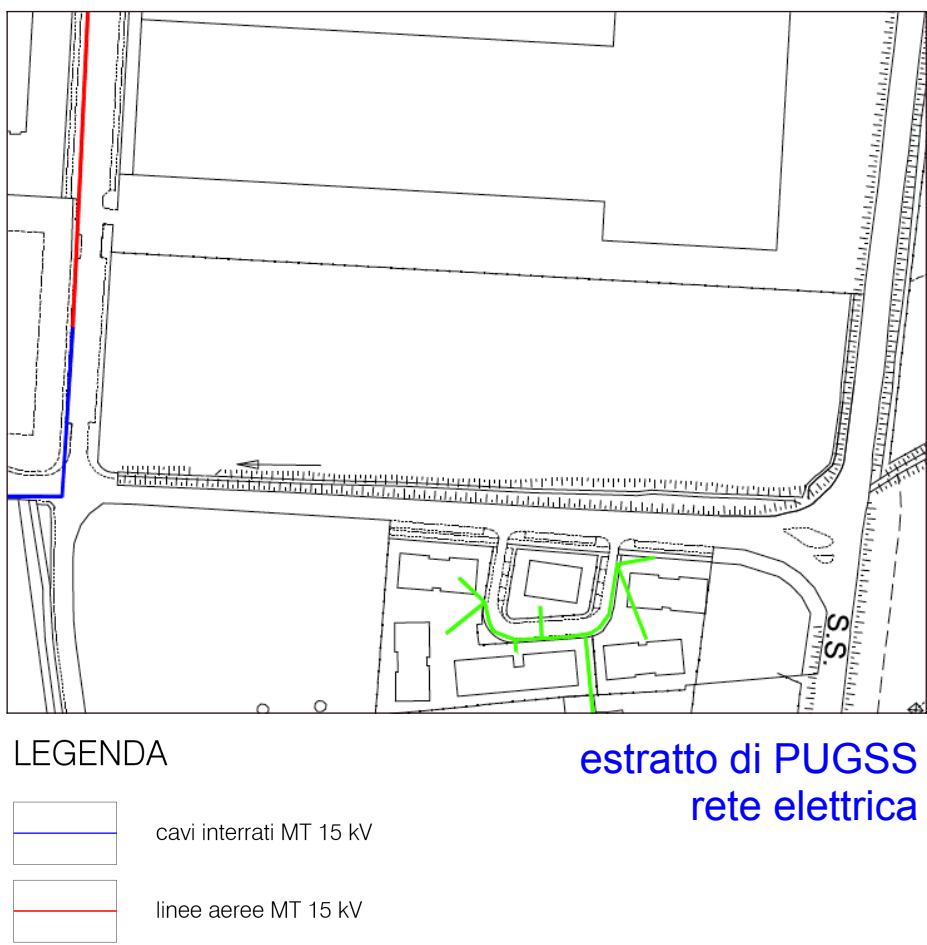 S.S.
LEGENDA
estratto di PUGSS
rete elettrica
cavi interrati MT 15 kV
linee aeree MT 15 kV